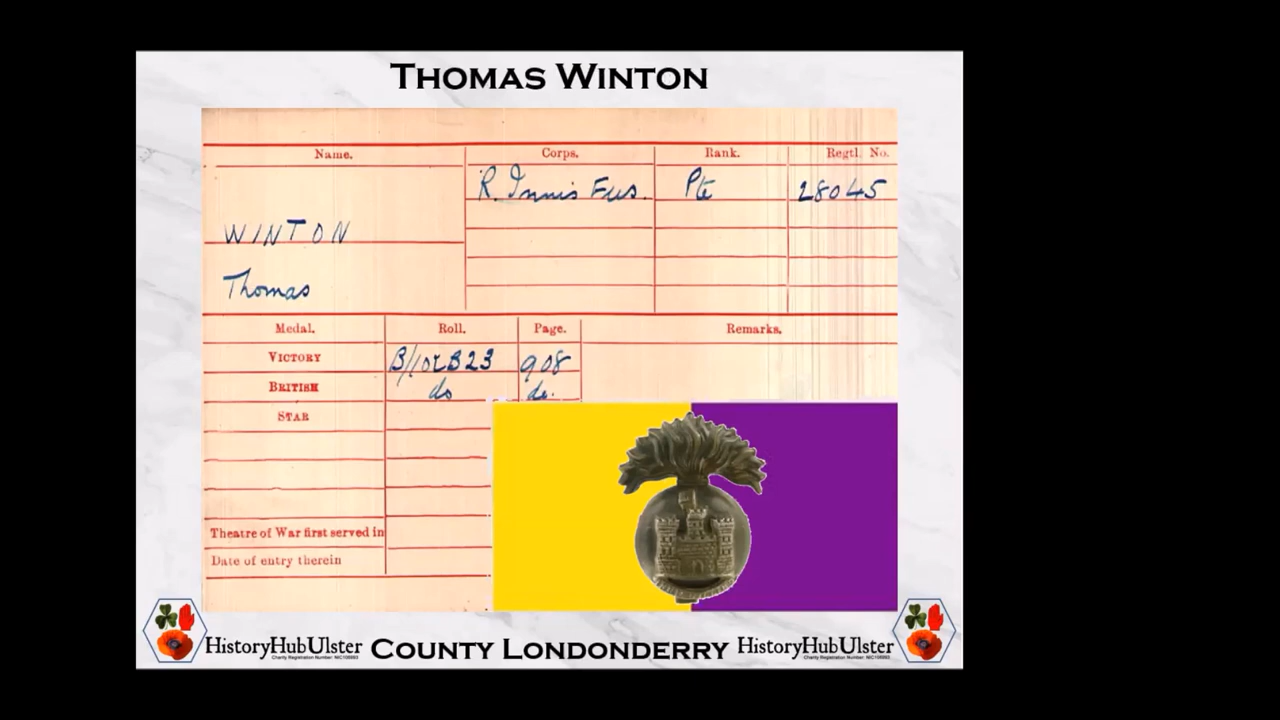 THOMAS WINTON
Name. Corps. Rank. Regtl. No.
R. Innis Fus. Pte 28045
WINTON
Thomas
Medal. Roll. Page. Remarks.
VICTORY B/102B23 908
BRITISH do do.
STAR
Theatre of War first served in
Date of entry therein
HistoryHubUlster COUNTY LONDONDERRY HistoryHubUlster